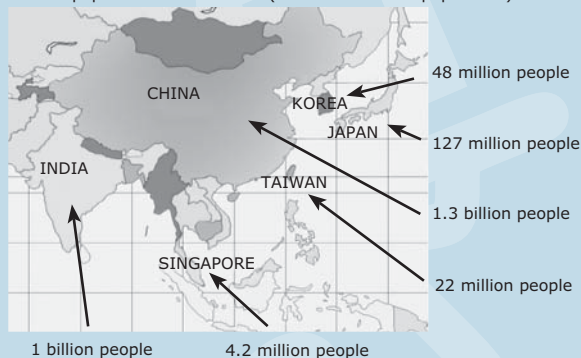 CHINA
48 million people
KOREA
JAPAN
127 million people
INDIA
TAIWAN
1.3 billion people
SINGAPORE
22 million people
1 billion people
4.2 million people